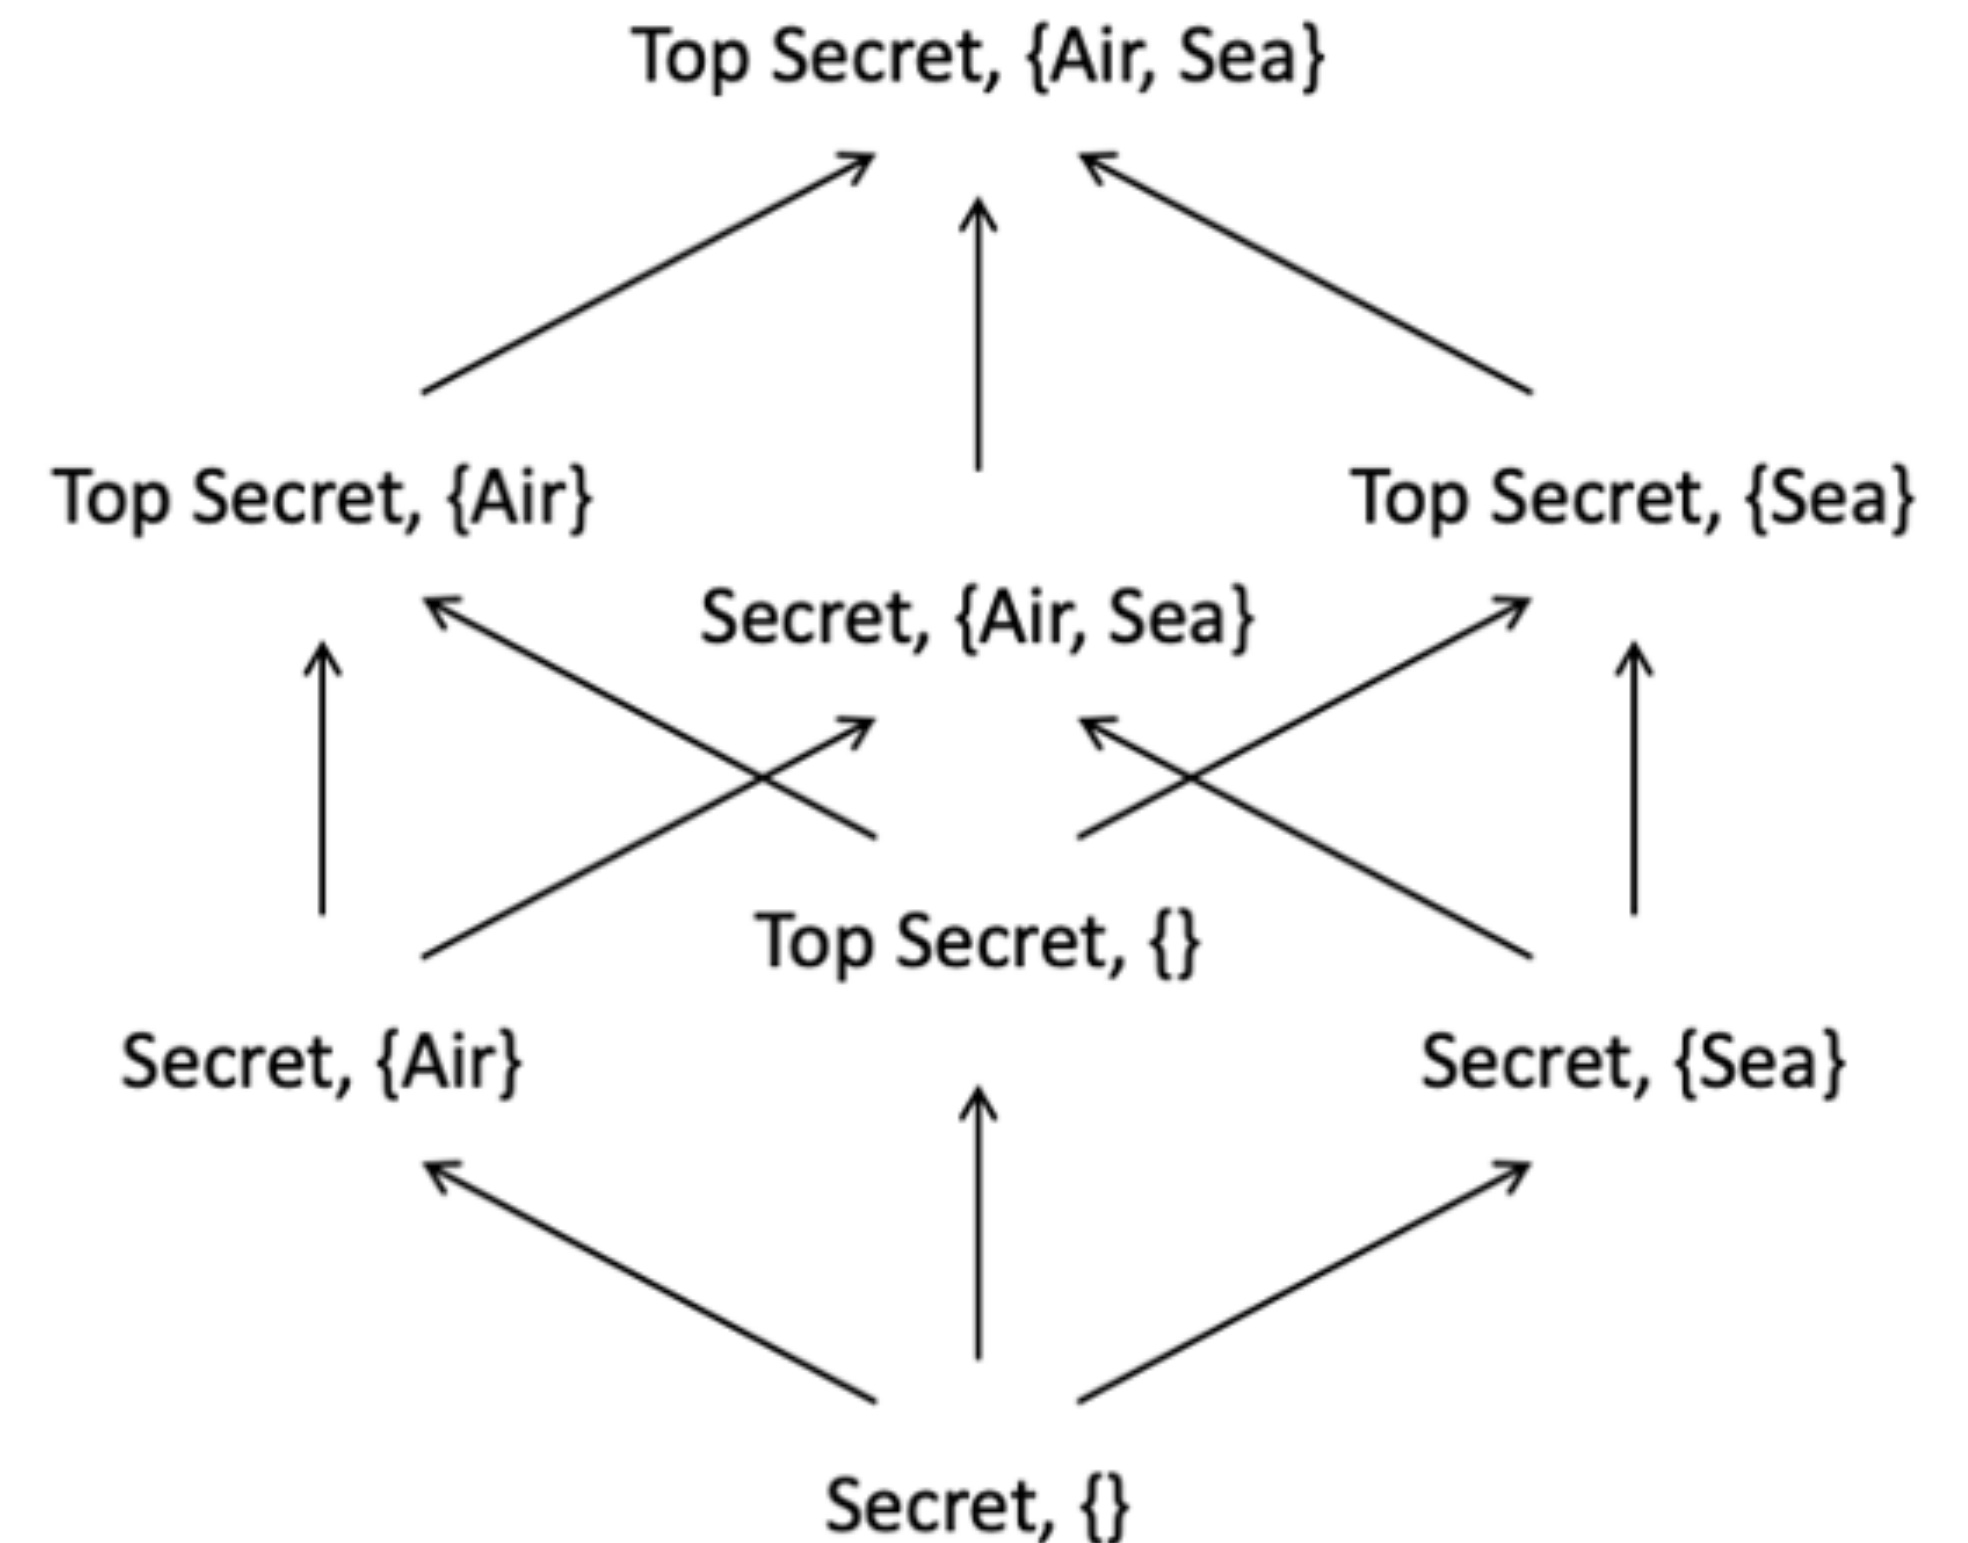 Top Secret, {Air, Sea}
Top Secret, {Air}
Top Secret, {Sea}
Secret, {Air, Sea}
Top Secret, {}
Secret, {Air}
Secret, {Sea}
Secret, {}